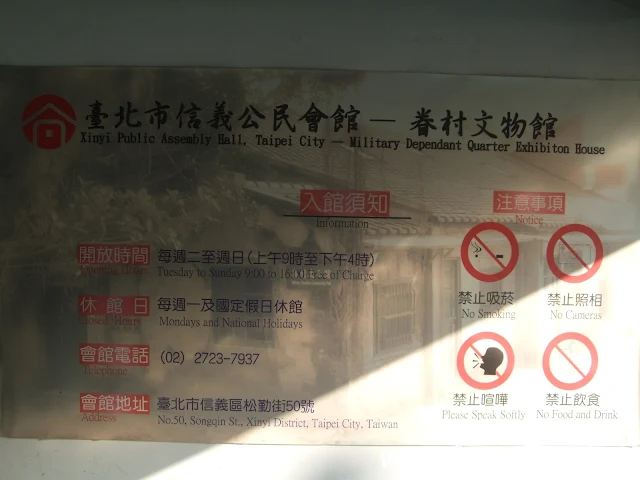 臺北市信義公民會館 — 眷村文物館
Xinyi Public Assembly Hall, Taipei City — Military Dependant Quarter Exhibiton House
入館須知
Information
開放時間 每週二至週日(上午9時至下午4時)
Opening Hours Tuesday to Sunday 9:00 to 16:00 Free of Charge
休館日 每週一及國定假日休館
Closed Hours Mondays and National Holidays
會館電話 (02) 2723-7937
Telephone
會館地址 臺北市信義區松勤街50號
Address No.50, Songqin St., Xinyi District, Taipei City, Taiwan
注意事項
Notice
禁止吸菸 禁止照相
No Smoking No Cameras
禁止喧嘩 禁止飲食
Please Speak Softly No Food and Drink